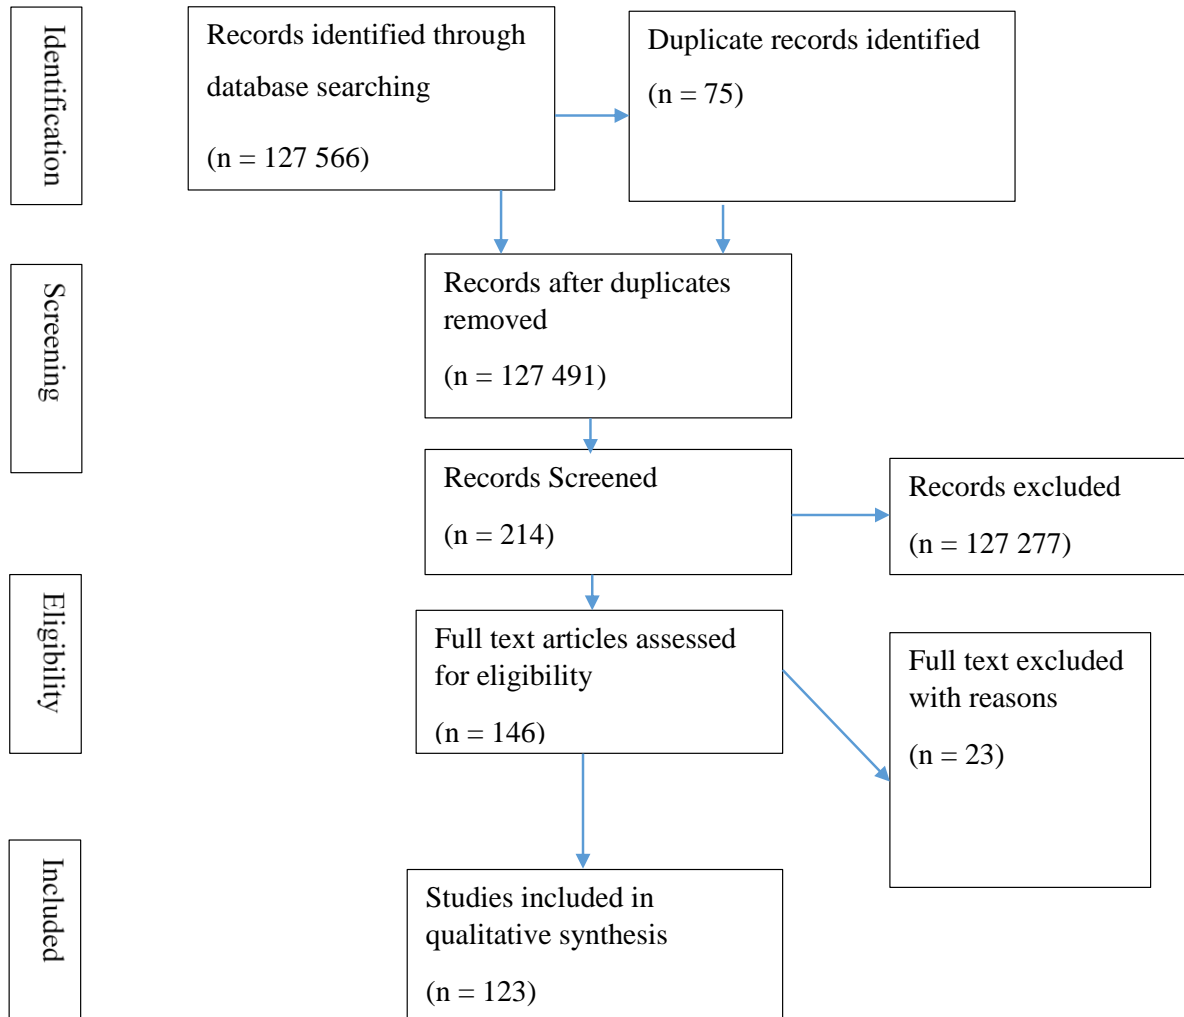 Identification
Records identified through
database searching
(n = 127 566)
Duplicate records identified
(n = 75)
Screening
Records after duplicates
removed
(n = 127 491)
Records Screened
(n = 214)
Records excluded
(n = 127 277)
Eligibility
Full text articles assessed
for eligibility
(n = 146)
Full text excluded
with reasons
(n = 23)
Included
Studies included in
qualitative synthesis
(n = 123)